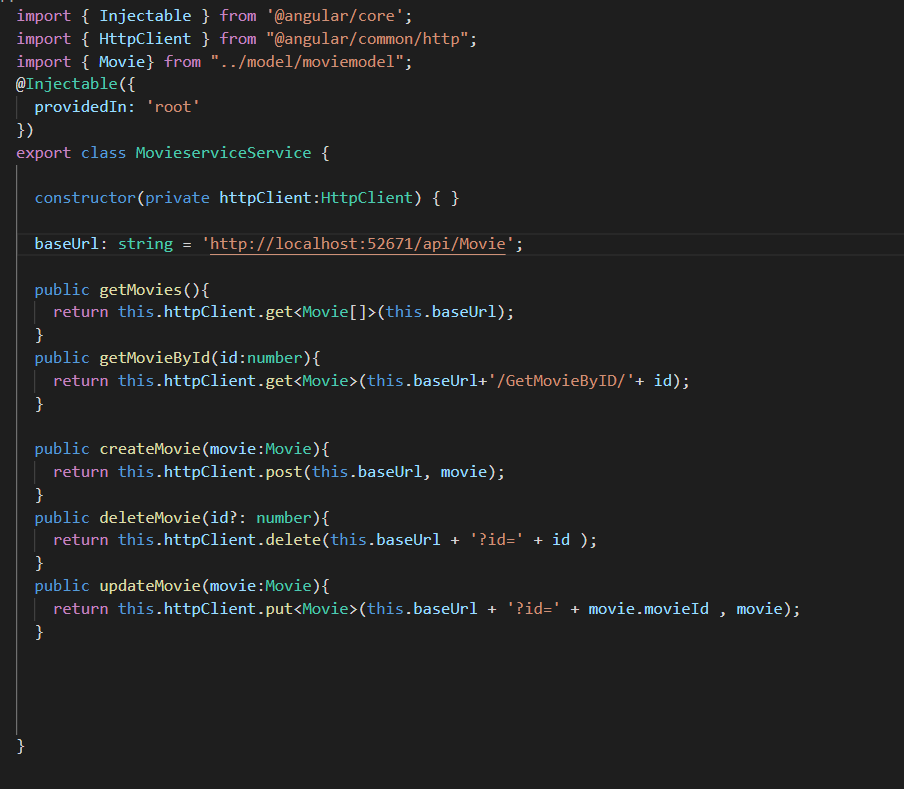 import { Injectable } from '@angular/core';
import { HttpClient } from "@angular/common/http";
import { Movie} from "../model/moviemodel";
@Injectable({
  providedIn: 'root'
})
export class MovieserviceService {
  constructor(private httpClient:HttpClient) { }
  baseUrl: string = 'http://localhost:52671/api/Movie';
  public getMovies(){
    return this.httpClient.get<Movie[]>(this.baseUrl);
  }
  public getMovieById(id:number){
    return this.httpClient.get<Movie>(this.baseUrl+'/GetMovieByID/'+ id);
  }
  public createMovie(movie:Movie){
    return this.httpClient.post(this.baseUrl, movie);
  }
  public deleteMovie(id?: number){
    return this.httpClient.delete(this.baseUrl + '?id=' + id );
  }
  public updateMovie(movie:Movie){
    return this.httpClient.put<Movie>(this.baseUrl + '?id=' + movie.movieId , movie);
  }
}